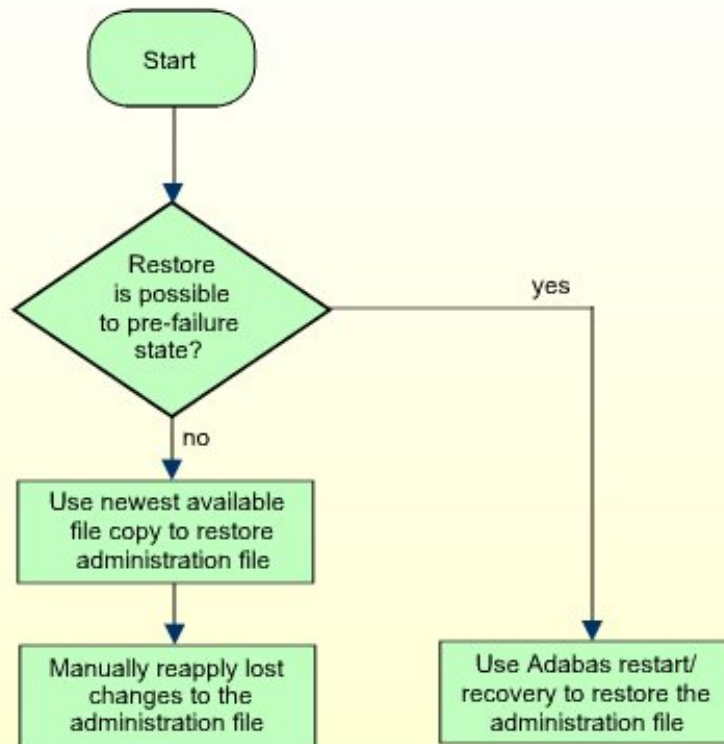 Start
Restore
is possible
to pre-failure
state?
yes
no
Use newest available
file copy to restore
administration file
Manually reapply lost
changes to the
administration file
Use Adabas restart/
recovery to restore the
administration file